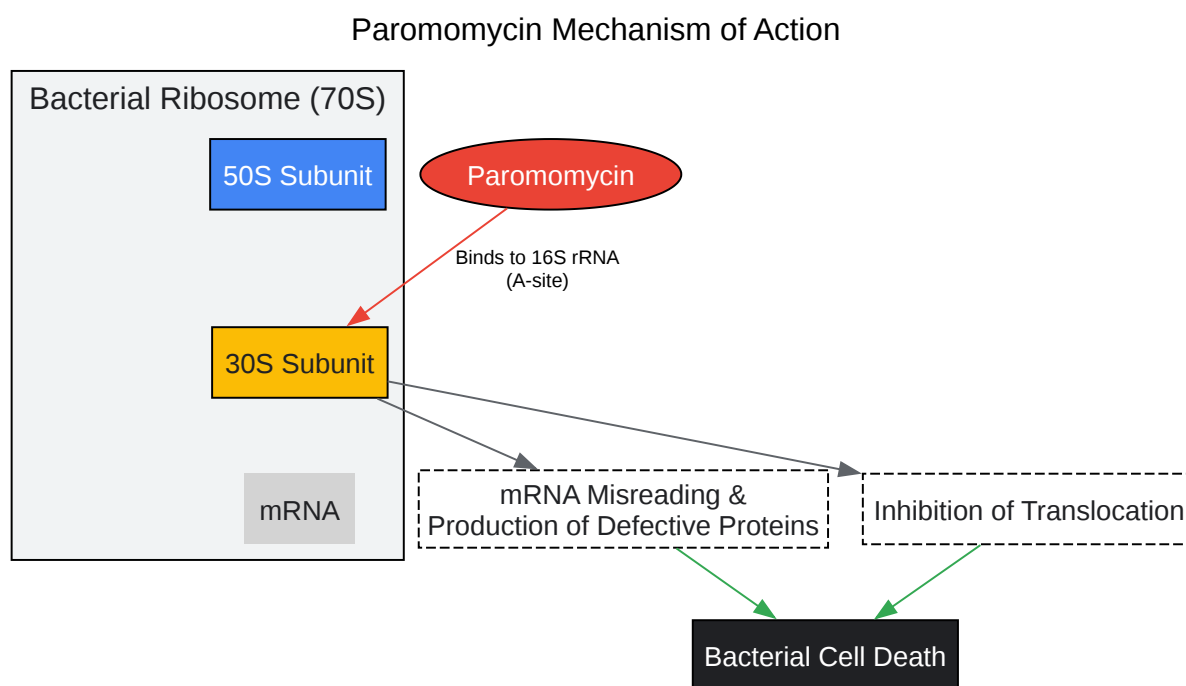 Paromomycin Mechanism of Action
Bacterial Ribosome (70S)
50S Subunit
Paromomycin
Binds to 16S rRNA
(A-site)
30S Subunit
mRNA
mRNA Misreading &
Production of Defective Proteins
Inhibition of Translocation
Bacterial Cell Death